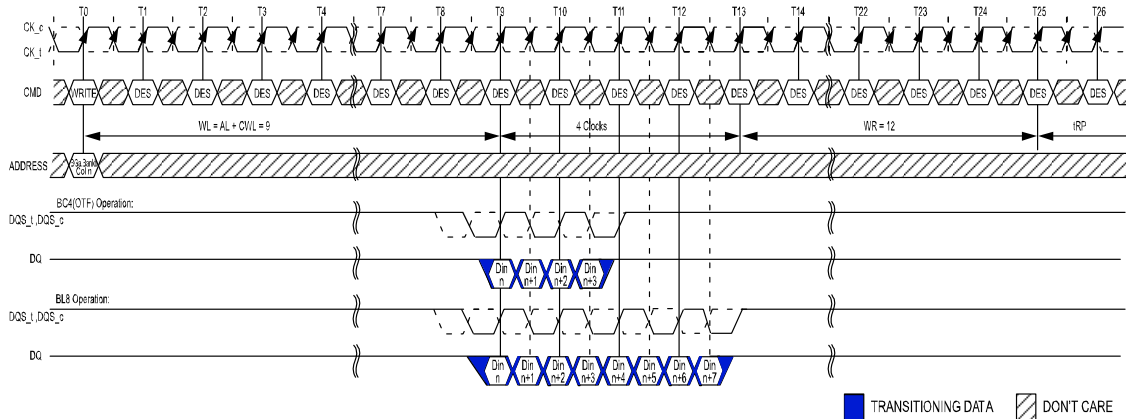 T0 T1 T2 T3 T4 T7 T8 T9 T10 T11 T12 T13 T14 T22 T23 T24 T25 T26
CK_c
CK_t
CMD WRITE DES DES DES DES DES DES DES DES DES DES DES DES DES DES DES DES DES
WL = AL + CWL = 9 4 Clocks WR = 12 tRP
ADDRESS
Col n
BC4(OTF) Operation:
DQS_t ,DQS_c
DQ Din n Din n+1 Din n+2 Din n+3
BL8 Operation:
DQS_t ,DQS_c
DQ Din n Din n+1 Din n+2 Din n+3 Din n+4 Din n+5 Din n+6 Din n+7
TRANSITIONING DATA DON'T CARE